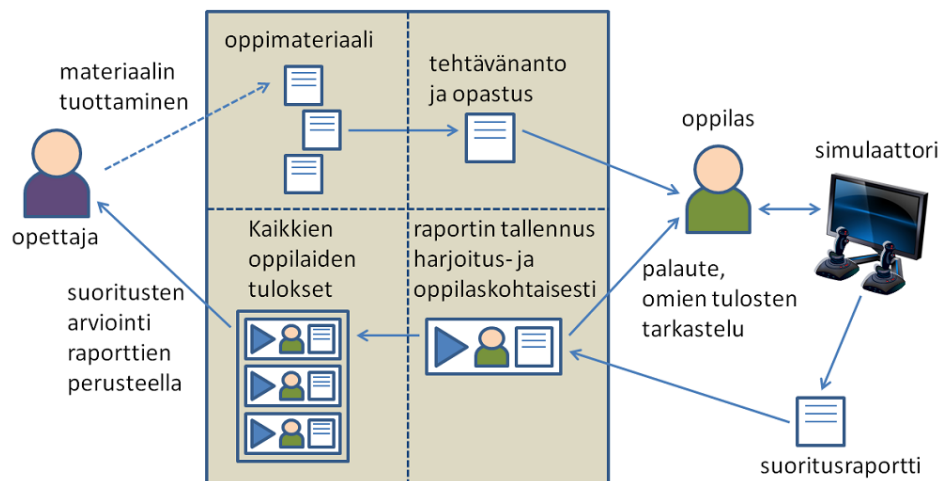 oppimateriaali
materiaalin
tuottaminen
tehtävänanto
ja opastus
oppilas
simulaattori
opettaja
Kaikkien
oppilaiden
tulokset
raportin tallennus
harjoitus- ja
oppilaskohtaisesti
palaute,
omien tulosten
tarkastelu
suoritusten
arviointi
raporttien
perusteella
suoritusraportti